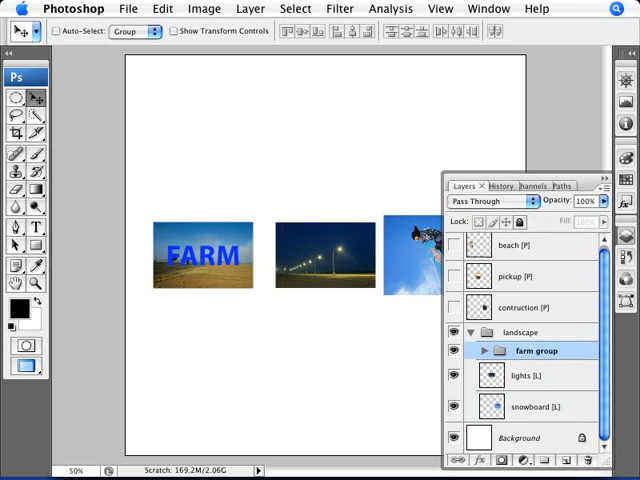 Photoshop File Edit Image Layer Select Filter Analysis View Window Help
Auto-Select: Group Show Transform Controls
Ps
FARM
Layers History hannels Paths
Pass Through Opacity: 100%
Lock: Fill: 100%
beach [P]
pickup [P]
contruction [P]
landscape
farm group
lights [L]
snowboard [L]
Background
50% Scratch: 169.2M/2.06G